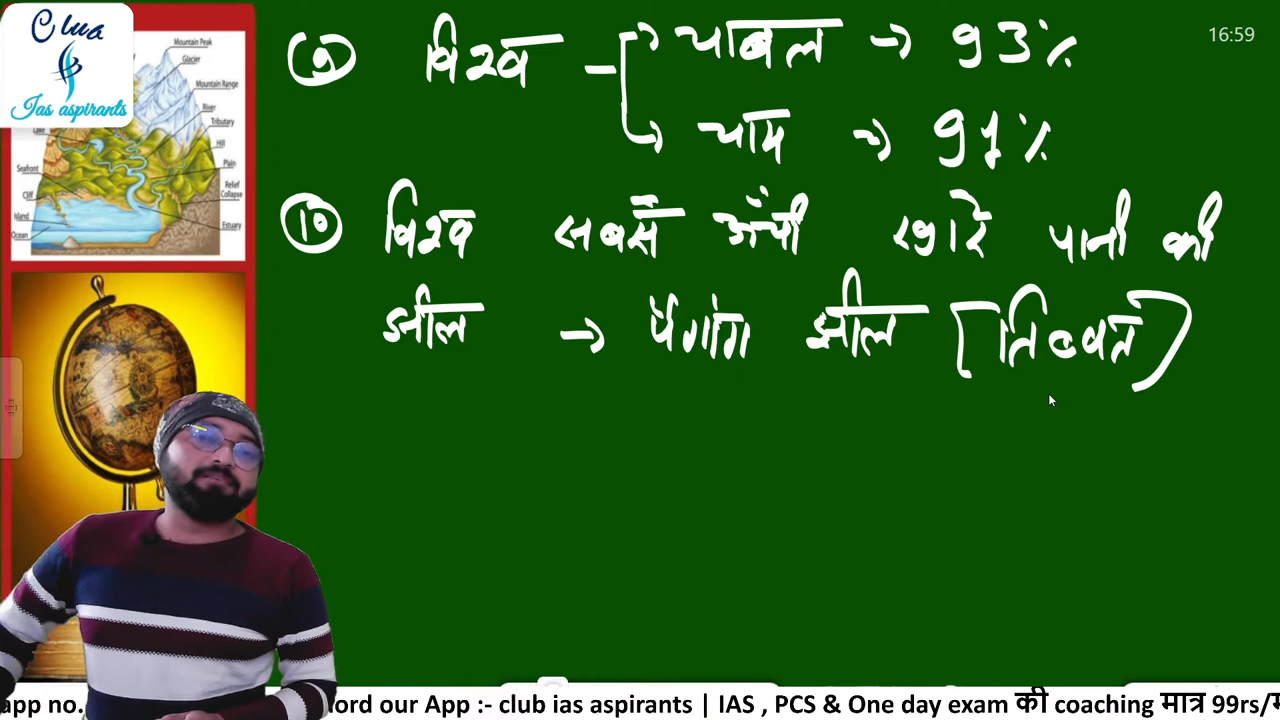 Club
Ias aspirants
Mountain Peak
Glacier
Mountain Range
River
Tributary
Hill
Lake
Plain
Seafront
Relief
Collapse
Cliff
Island
Estuary
Ocean
16:59
9 विश्व - चावल → 93%
चाय → 91%
10 विश्व सबसे ऊँची खारे पानी की
झील → पैंगांग झील [तिब्बत]
app no. ord our App :- club ias aspirants | IAS , PCS & One day exam की coaching मात्र 99rs/